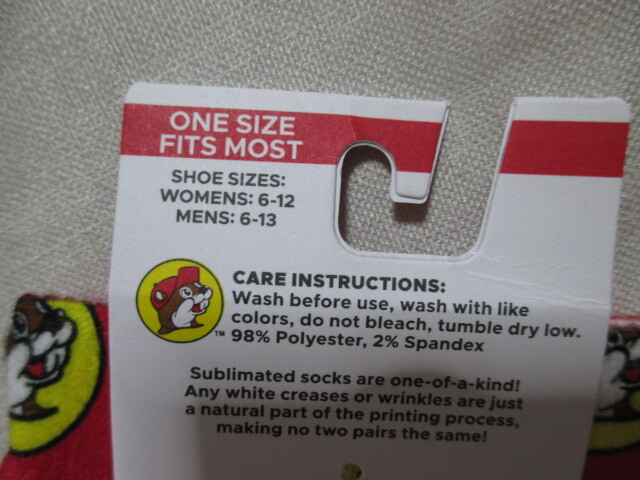 ONE SIZE
FITS MOST
SHOE SIZES:
WOMENS: 6-12
MENS: 6-13
CARE INSTRUCTIONS:
Wash before use, wash with like
colors, do not bleach, tumble dry low.
98% Polyester, 2% Spandex
TM
Sublimated socks are one-of-a-kind!
Any white creases or wrinkles are just
a natural part of the printing process,
making no two pairs the same!